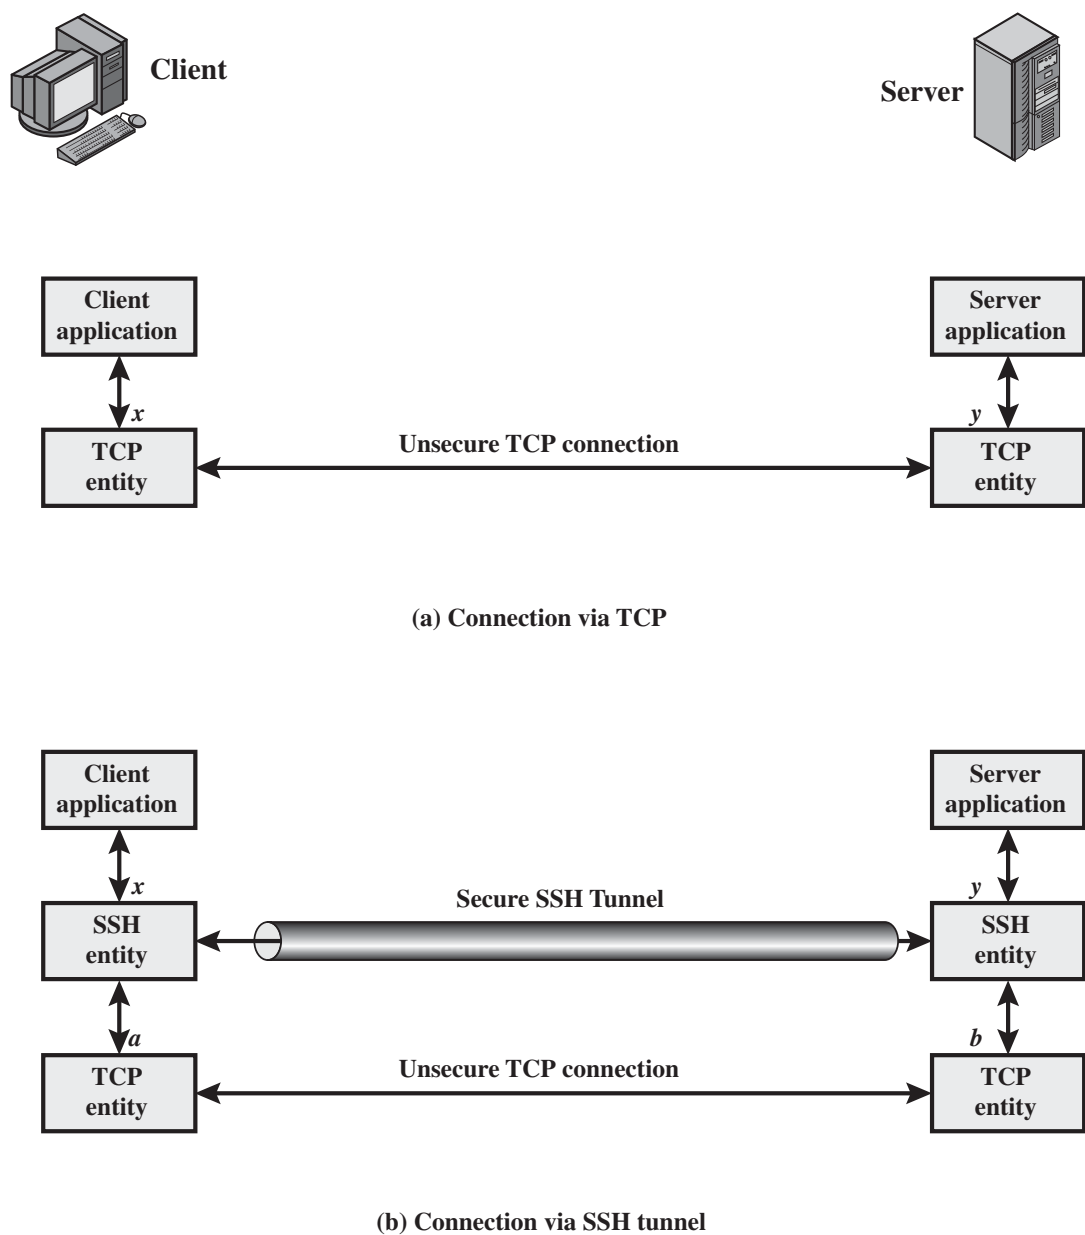 Client
Server
Client
application
Server
application
x
y
TCP
entity
Unsecure TCP connection
TCP
entity
(a) Connection via TCP
Client
application
Server
application
x
y
SSH
entity
Secure SSH Tunnel
SSH
entity
a
b
TCP
entity
Unsecure TCP connection
TCP
entity
(b) Connection via SSH tunnel